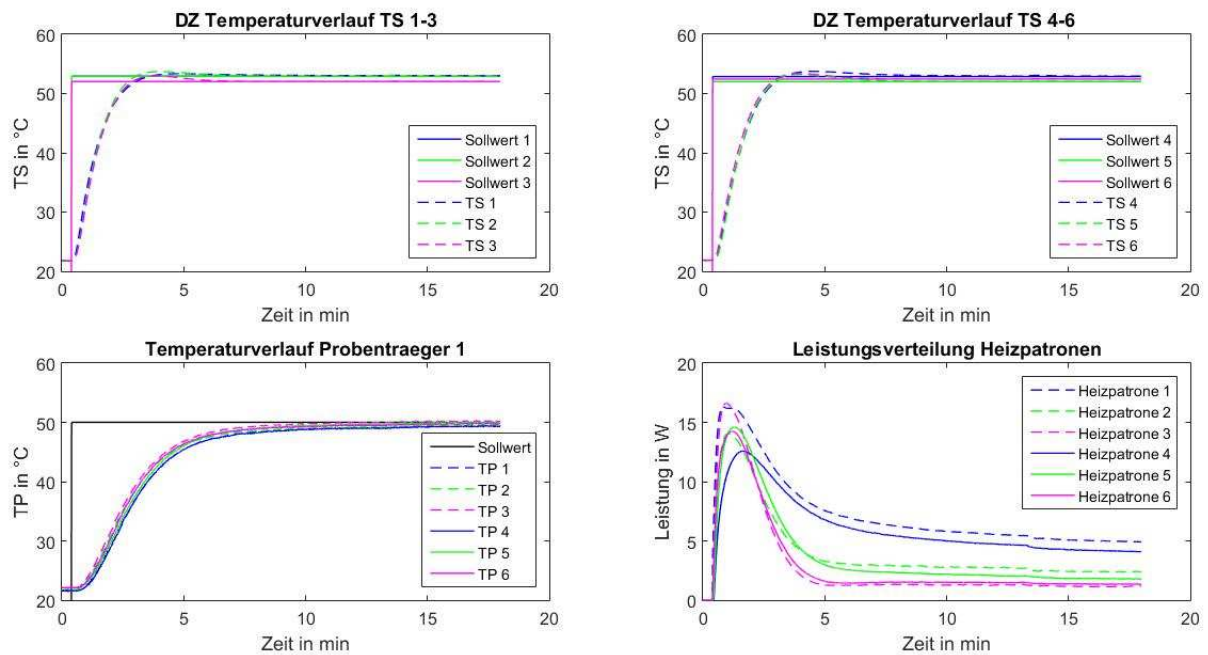 DZ Temperaturverlauf TS 1-3
60
50
40
30
20
TS in °C
0 5 10 15 20
Zeit in min
Sollwert 1
Sollwert 2
Sollwert 3
TS 1
TS 2
TS 3
DZ Temperaturverlauf TS 4-6
60
50
40
30
20
TS in °C
0 5 10 15 20
Zeit in min
Sollwert 4
Sollwert 5
Sollwert 6
TS 4
TS 5
TS 6
Temperaturverlauf Probentraeger 1
60
50
40
30
20
TP in °C
0 5 10 15 20
Zeit in min
Sollwert
TP 1
TP 2
TP 3
TP 4
TP 5
TP 6
Leistungsverteilung Heizpatronen
20
15
10
5
0
Leistung in W
0 5 10 15 20
Zeit in min
Heizpatrone 1
Heizpatrone 2
Heizpatrone 3
Heizpatrone 4
Heizpatrone 5
Heizpatrone 6